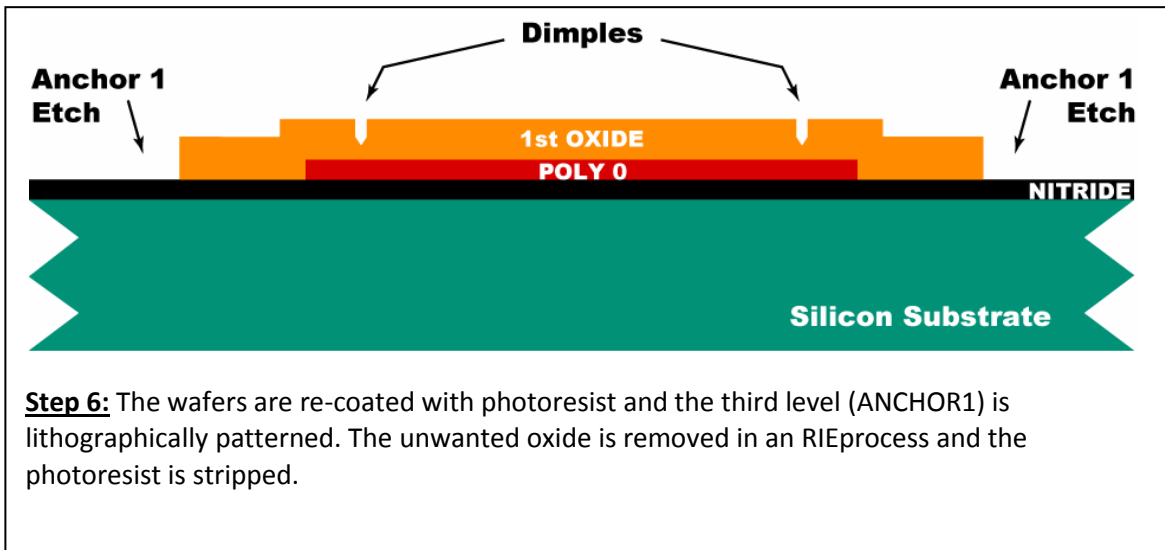 Dimples
Anchor 1
Etch
Anchor 1
Etch
1st OXIDE
POLY 0
NITRIDE
Silicon Substrate
Step 6: The wafers are re-coated with photoresist and the third level (ANCHOR1) is
lithographically patterned. The unwanted oxide is removed in an RIEprocess and the
photoresist is stripped.